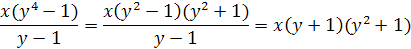 x(y⁴ − 1)/(y − 1) = x(y² − 1)(y² + 1)/(y − 1) = x(y + 1)(y² + 1)